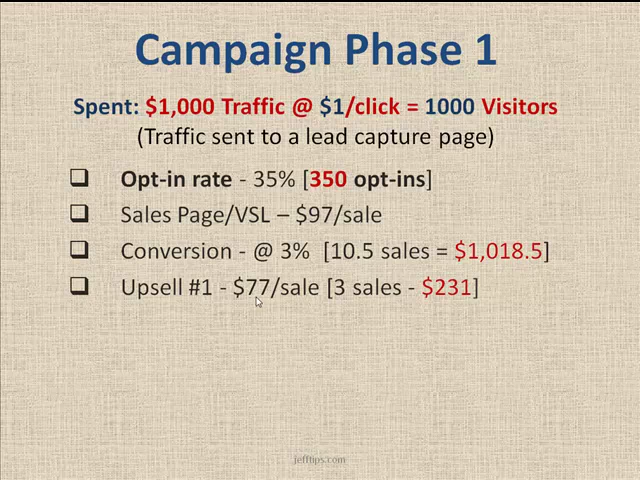 Campaign Phase 1
Spent: $1,000 Traffic @ $1/click = 1000 Visitors
(Traffic sent to a lead capture page)
Opt-in rate - 35% [350 opt-ins]
Sales Page/VSL – $97/sale
Conversion - @ 3% [10.5 sales = $1,018.5]
Upsell #1 - $77/sale [3 sales - $231]
jefftips.com